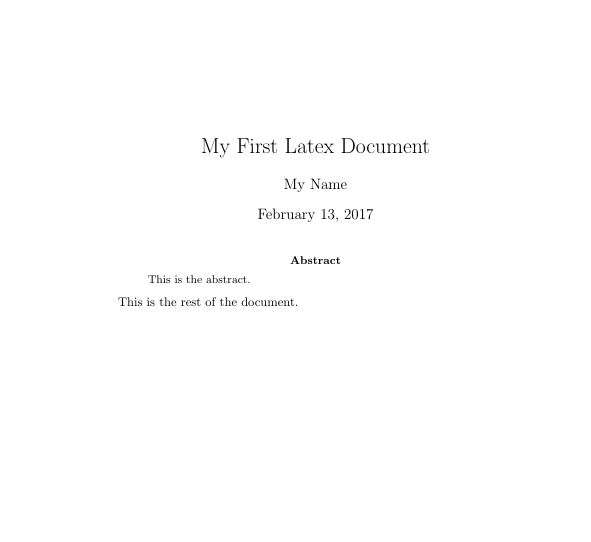 My First Latex Document
My Name
February 13, 2017
Abstract
This is the abstract.
This is the rest of the document.